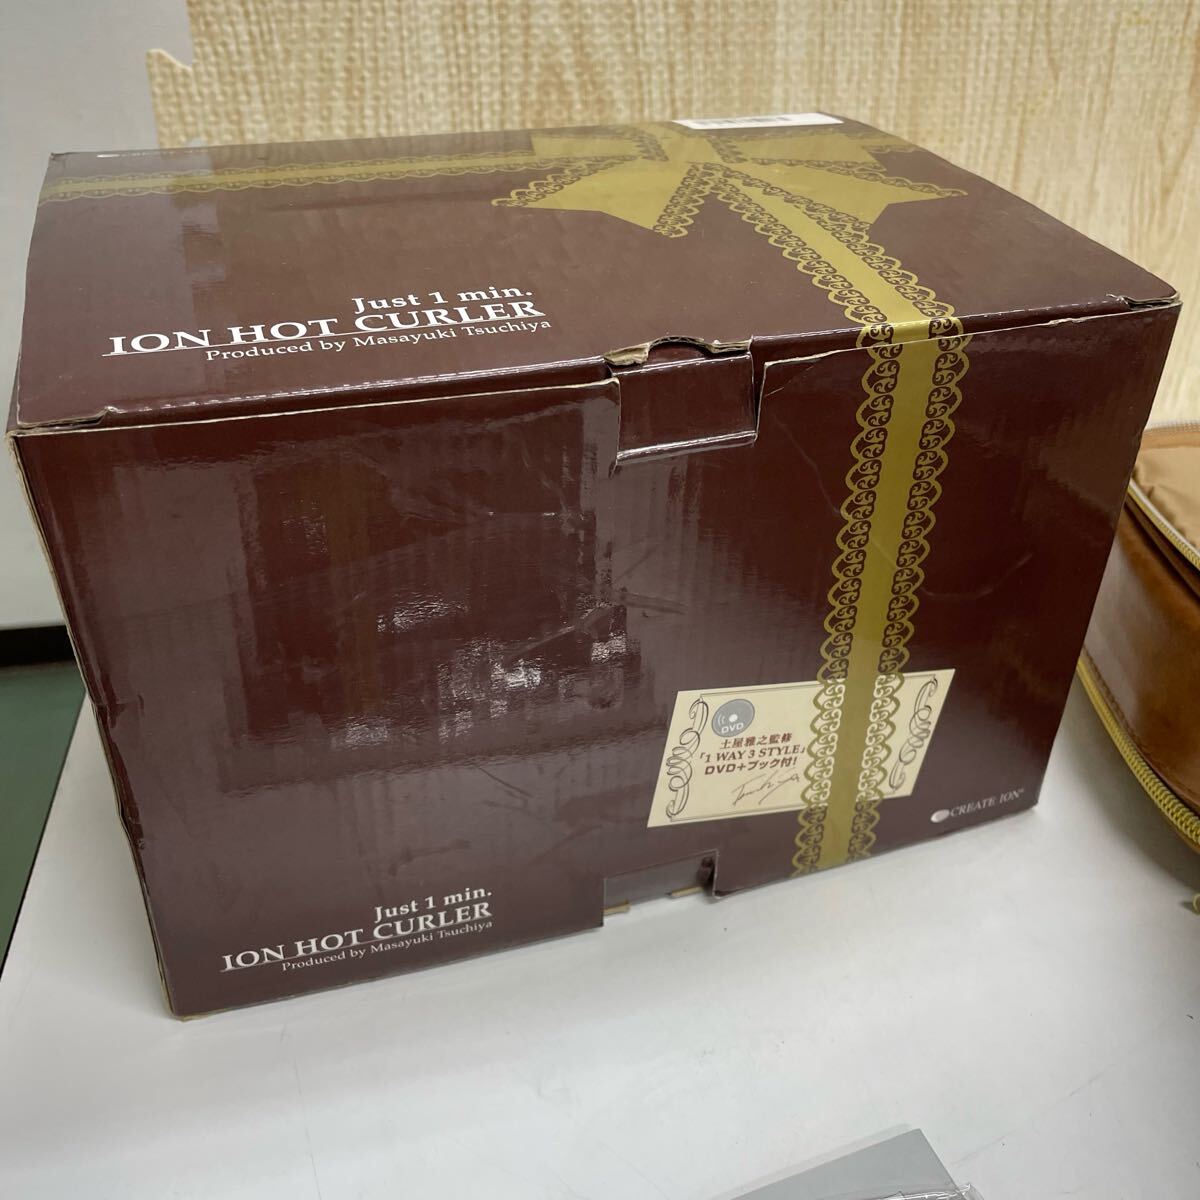 Just 1 min.
ION HOT CURLER
Produced by Masayuki Tsuchiya
DVD
土屋雅之監修
「1 WAY 3 STYLE」
DVD+ブック付!
CREATE ION®
Just 1 min.
ION HOT CURLER
Produced by Masayuki Tsuchiya